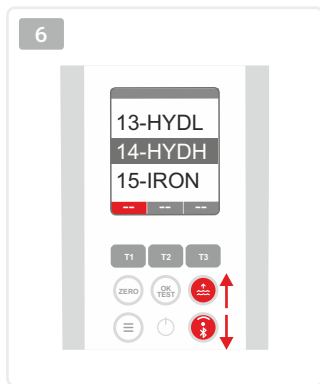 6
13-HYDL
14-HYDH
15-IRON
-- -- --
T1 T2 T3
ZERO OK TEST